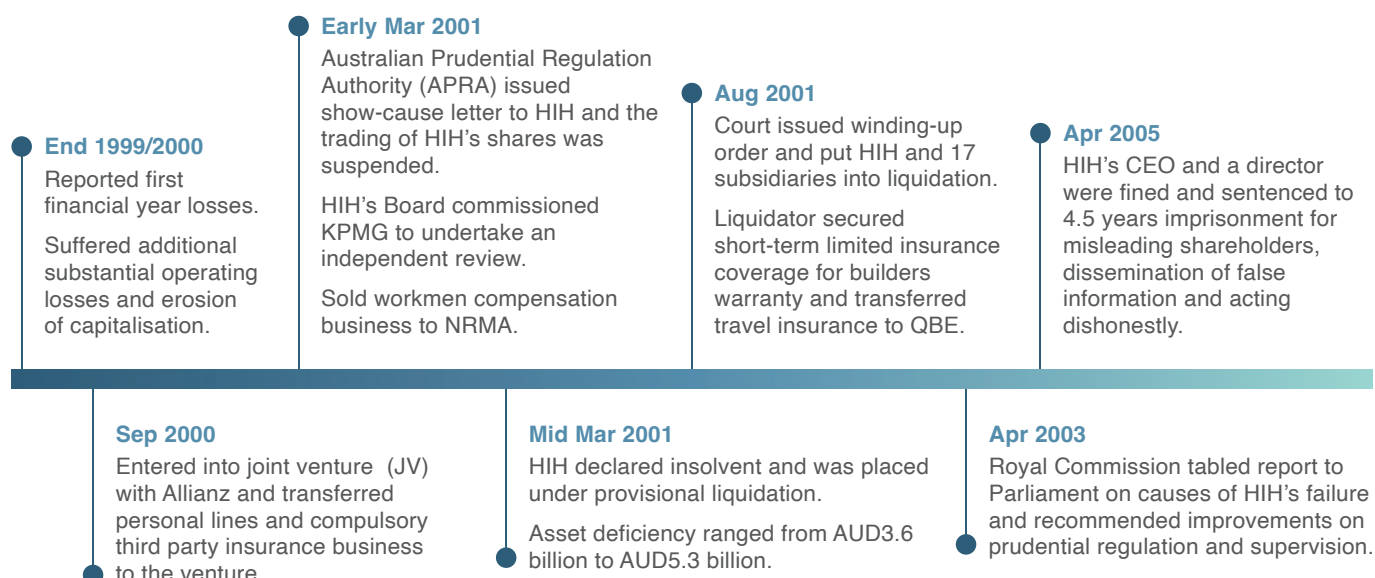 Early Mar 2001
Australian Prudential Regulation
Authority (APRA) issued
show-cause letter to HIH and the
trading of HIH’s shares was
suspended.
HIH’s Board commissioned
KPMG to undertake an
independent review.
Sold workmen compensation
business to NRMA.
Aug 2001
Court issued winding-up
order and put HIH and 17
subsidiaries into liquidation.
Liquidator secured
short-term limited insurance
coverage for builders
warranty and transferred
travel insurance to QBE.
End 1999/2000
Reported first
financial year losses.
Suffered additional
substantial operating
losses and erosion
of capitalisation.
Apr 2005
HIH’s CEO and a director
were fined and sentenced to
4.5 years imprisonment for
misleading shareholders,
dissemination of false
information and acting
dishonestly.
Sep 2000
Entered into joint venture (JV)
with Allianz and transferred
personal lines and compulsory
third party insurance business
to the venture
Mid Mar 2001
HIH declared insolvent and was placed
under provisional liquidation.
Asset deficiency ranged from AUD3.6
billion to AUD5.3 billion.
Apr 2003
Royal Commission tabled report to
Parliament on causes of HIH’s failure
and recommended improvements on
prudential regulation and supervision.